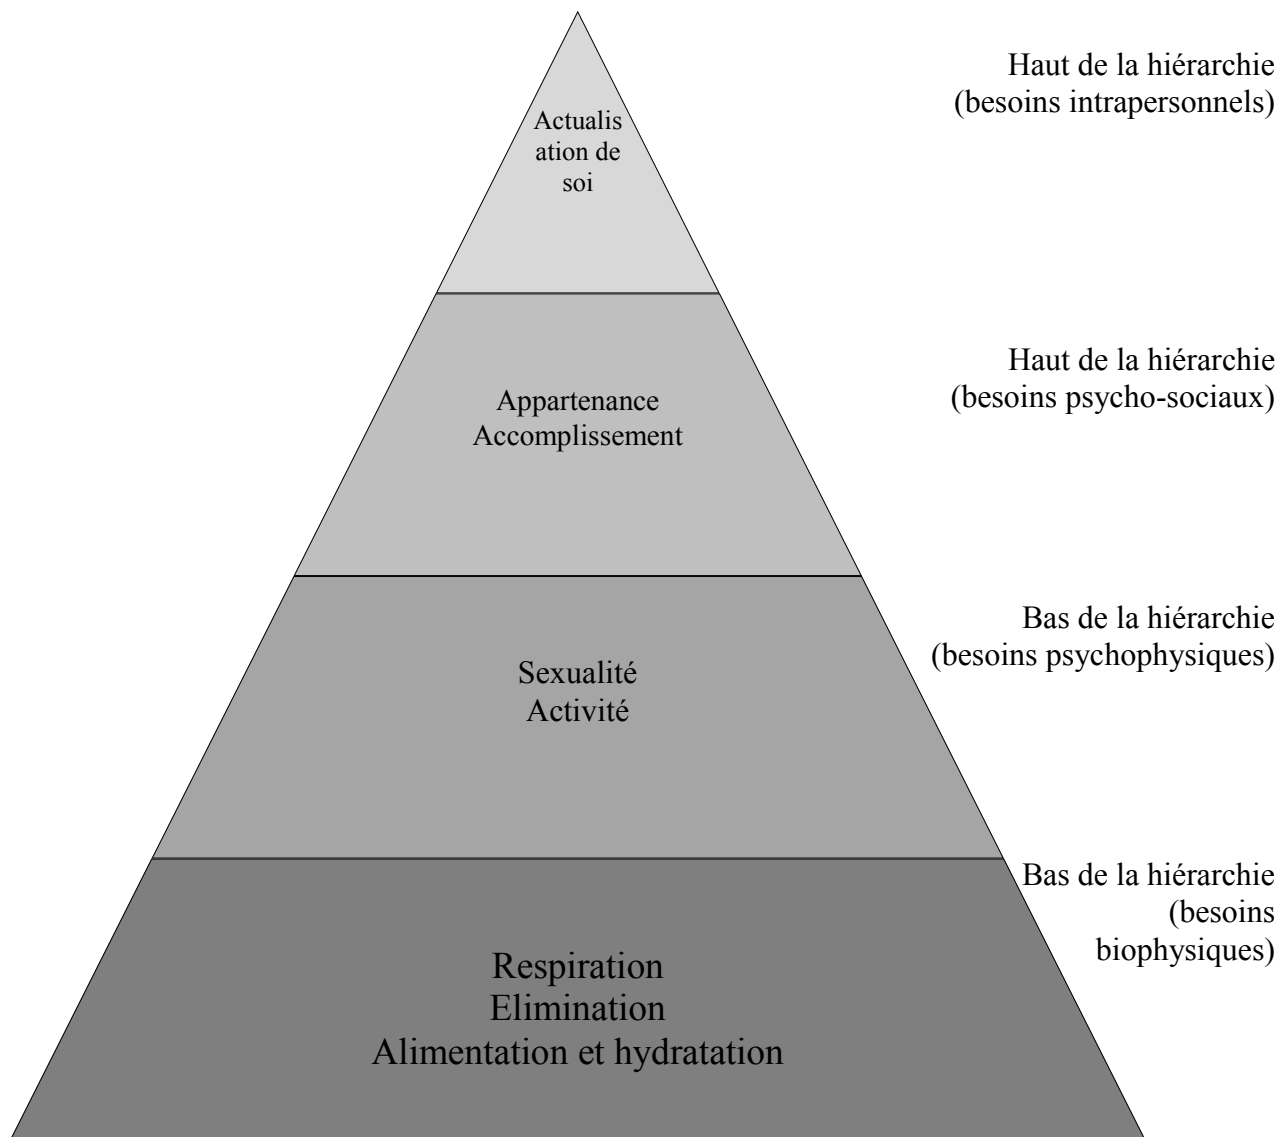 Haut de la hiérarchie
(besoins intrapersonnels)
Actualis
ation de
soi
Haut de la hiérarchie
(besoins psycho-sociaux)
Appartenance
Accomplissement
Bas de la hiérarchie
(besoins psychophysiques)
Sexualité
Activité
Bas de la hiérarchie
(besoins
biophysiques)
Respiration
Elimination
Alimentation et hydratation